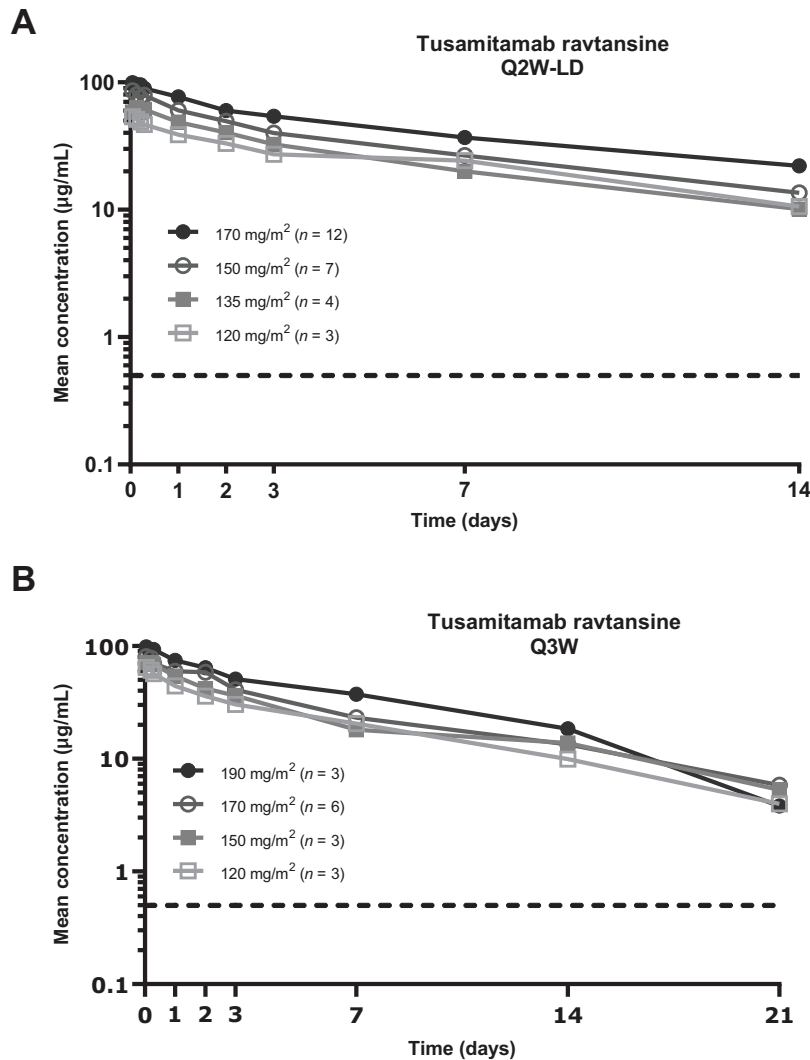 A
Tusamitamab ravtansine
Q2W-LD
Mean concentration (µg/mL)
100
10
1
0.1
170 mg/m² (n = 12)
150 mg/m² (n = 7)
135 mg/m² (n = 4)
120 mg/m² (n = 3)
0 1 2 3 7 14
Time (days)
B
Tusamitamab ravtansine
Q3W
Mean concentration (µg/mL)
100
10
1
0.1
190 mg/m² (n = 3)
170 mg/m² (n = 6)
150 mg/m² (n = 3)
120 mg/m² (n = 3)
0 1 2 3 7 14 21
Time (days)